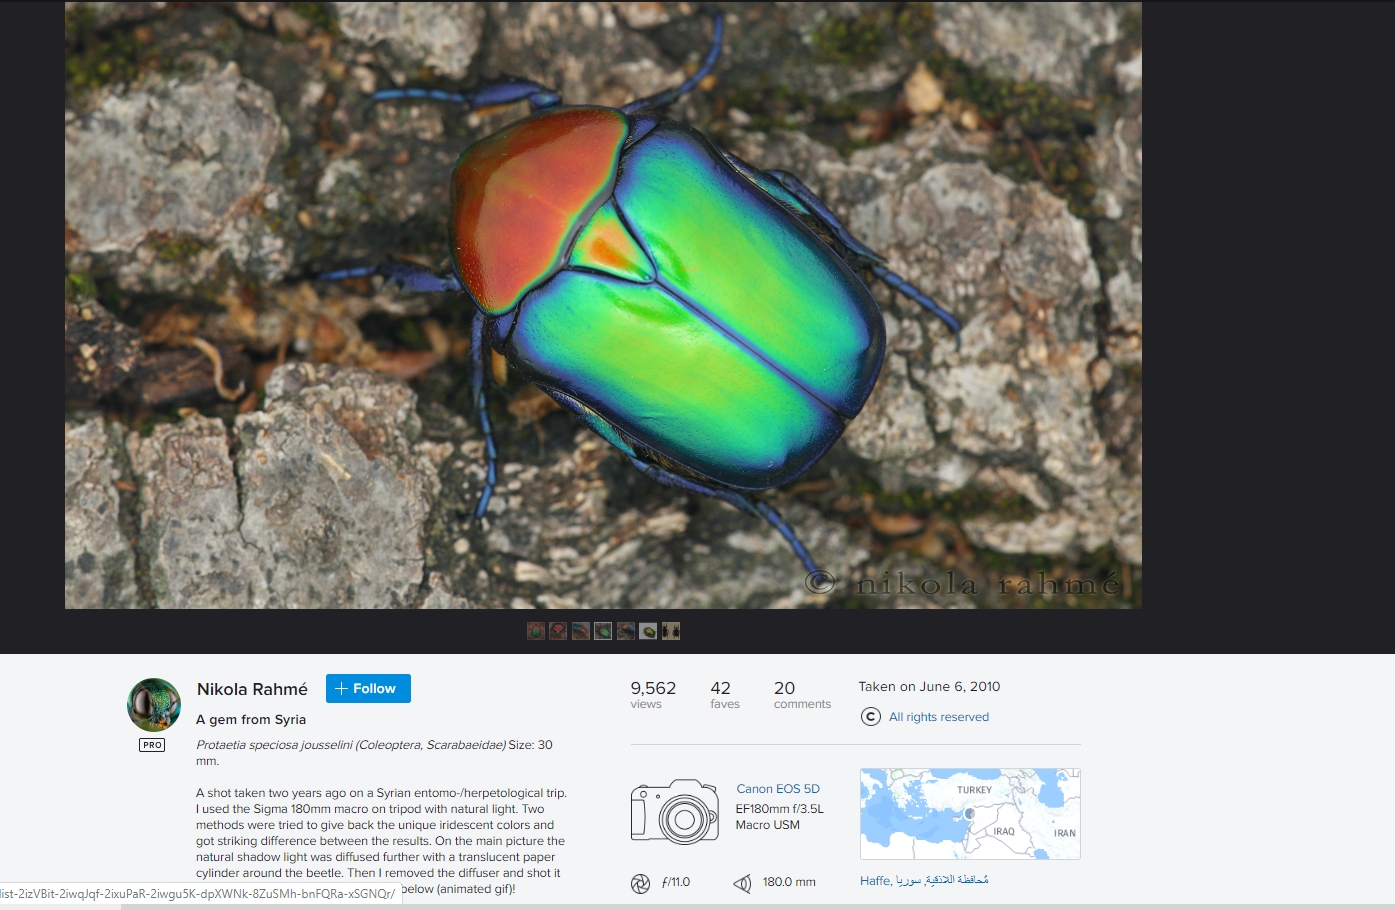 © nikola rahmé
Nikola Rahmé
+ Follow
A gem from Syria
PRO
Protaetia speciosa jousselini (Coleoptera, Scarabaeidae) Size: 30
mm.
A shot taken two years ago on a Syrian entomo-/herpetological trip.
I used the Sigma 180mm macro on tripod with natural light. Two
methods were tried to give back the unique iridescent colors and
got striking difference between the results. On the main picture the
natural shadow light was diffused further with a translucent paper
cylinder around the beetle. Then I removed the diffuser and shot it
below (animated gif)!
list-2izVBit-2iwqJqf-2ixuPaR-2iwgu5K-dpXWNk-8ZuSMh-bnFQRa-xSGNQr/
9,562
views
42
faves
20
comments
Taken on June 6, 2010
© All rights reserved
Canon EOS 5D
EF180mm f/3.5L
Macro USM
ƒ/11.0
180.0 mm
TURKEY
IRAQ
IRAN
Haffe, مُحافظة اللاذقية, سوريا